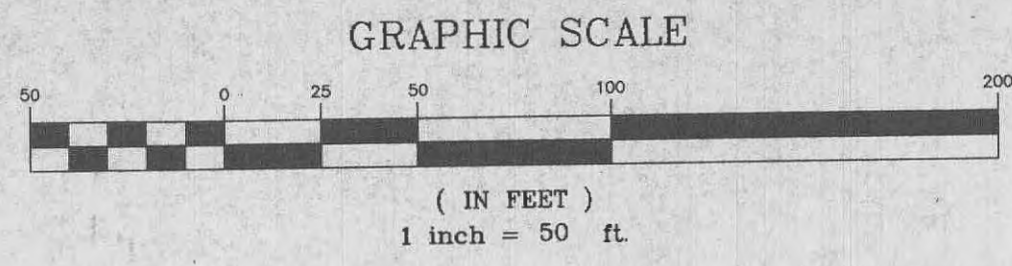 GRAPHIC SCALE
50 0 25 50 100 200
( IN FEET )
1 inch = 50 ft.